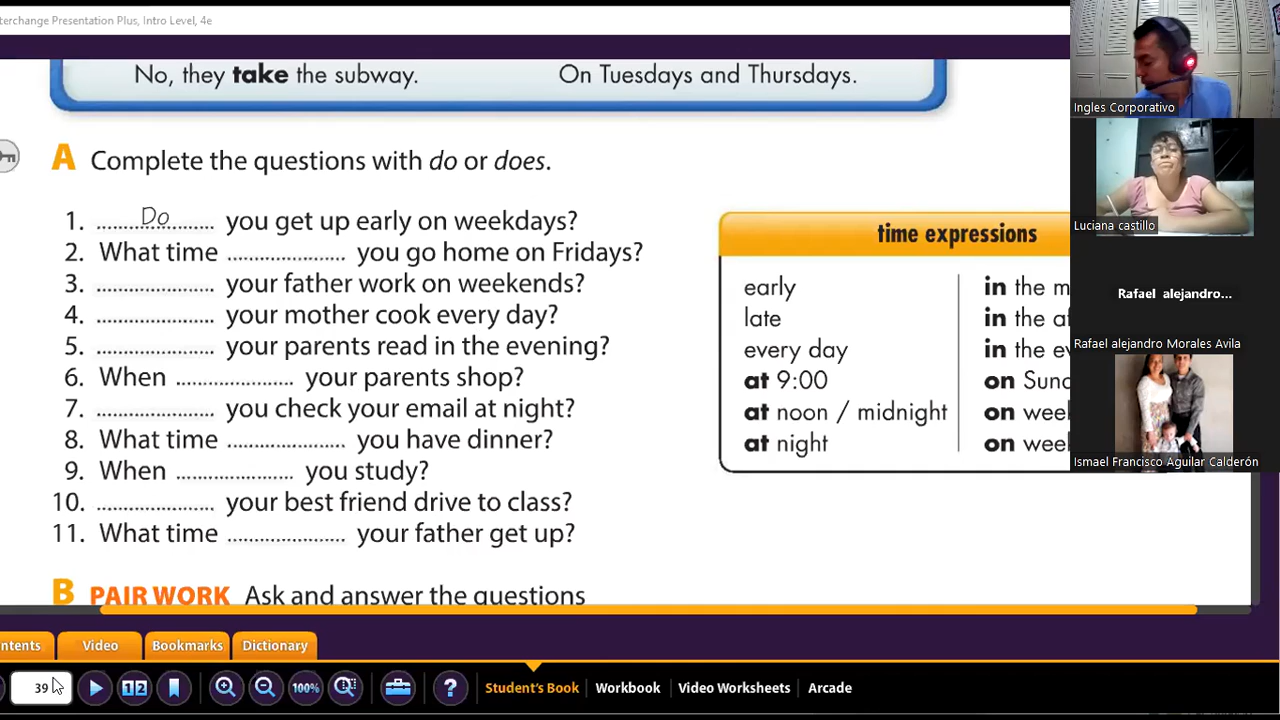 terchange Presentation Plus, Intro Level, 4e
No, they take the subway.
On Tuesdays and Thursdays.
A Complete the questions with do or does.
1. Do you get up early on weekdays?
2. What time .................... you go home on Fridays?
3. .................... your father work on weekends?
4. .................... your mother cook every day?
5. .................... your parents read in the evening?
6. When .................... your parents shop?
7. .................... you check your email at night?
8. What time .................... you have dinner?
9. When .................... you study?
10. .................... your best friend drive to class?
11. What time .................... your father get up?
time expressions
early
late
every day
at 9:00
at noon / midnight
at night
in the m
in the af
in the ev
on Sund
on week
on week
B PAIR WORK Ask and answer the questions
Ingles Corporativo
Luciana castillo
Rafael alejandro...
Rafael alejandro Morales Avila
Ismael Francisco Aguilar Calderón
ntents
Video
Bookmarks
Dictionary
39
1 2
100%
?
Student's Book
Workbook
Video Worksheets
Arcade